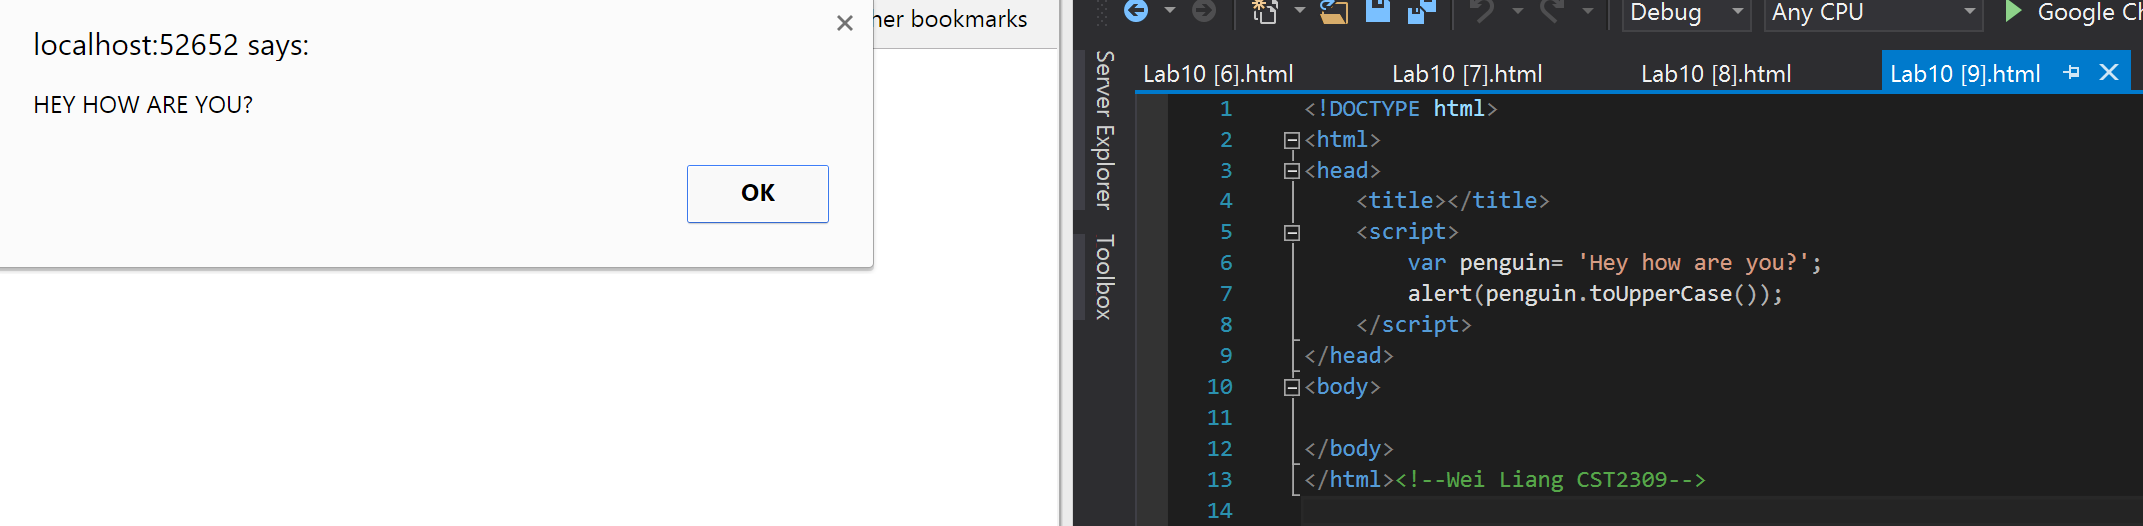 ner bookmarks
localhost:52652 says:
HEY HOW ARE YOU?
OK
Debug Any CPU Google Ch
Server Explorer
Toolbox
Lab10 [6].html Lab10 [7].html Lab10 [8].html Lab10 [9].html
1 <!DOCTYPE html>
2 <html>
3 <head>
4 <title></title>
5 <script>
6 var penguin= 'Hey how are you?';
7 alert(penguin.toUpperCase());
8 </script>
9 </head>
10 <body>
11
12 </body>
13 </html><!--Wei Liang CST2309-->
14